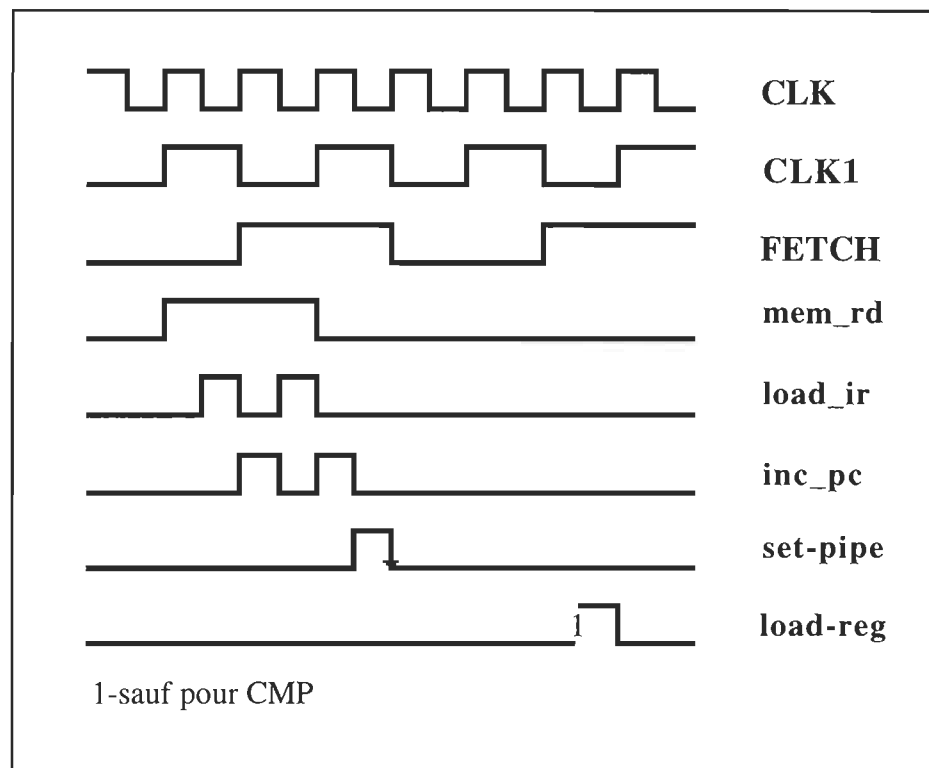 CLK
CLK1
FETCH
mem_rd
load_ir
inc_pc
set-pipe
1
load-reg
1-sauf pour CMP